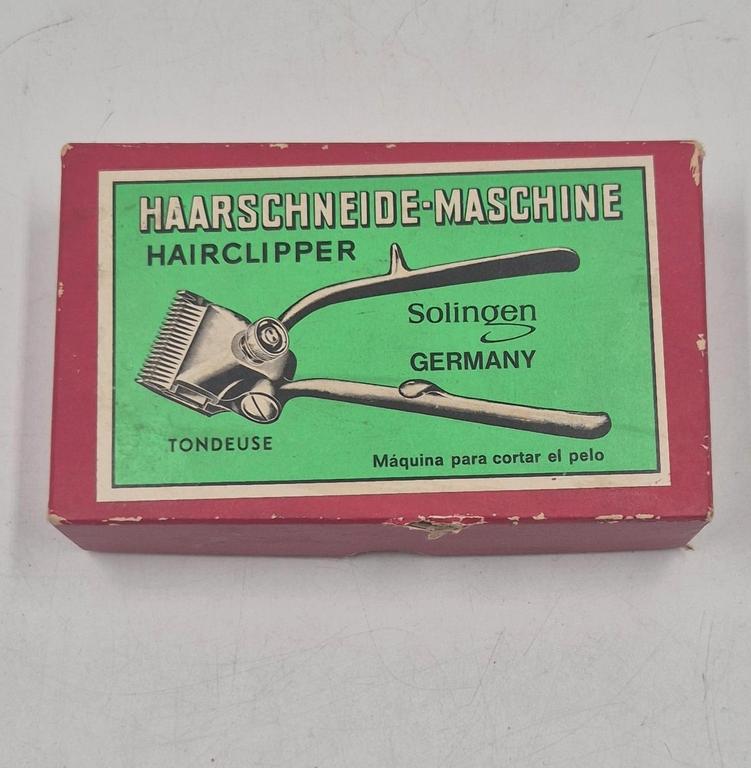 HAARSCHNEIDE-MASCHINE
HAIRCLIPPER
Solingen
GERMANY
TONDEUSE
Máquina para cortar el pelo